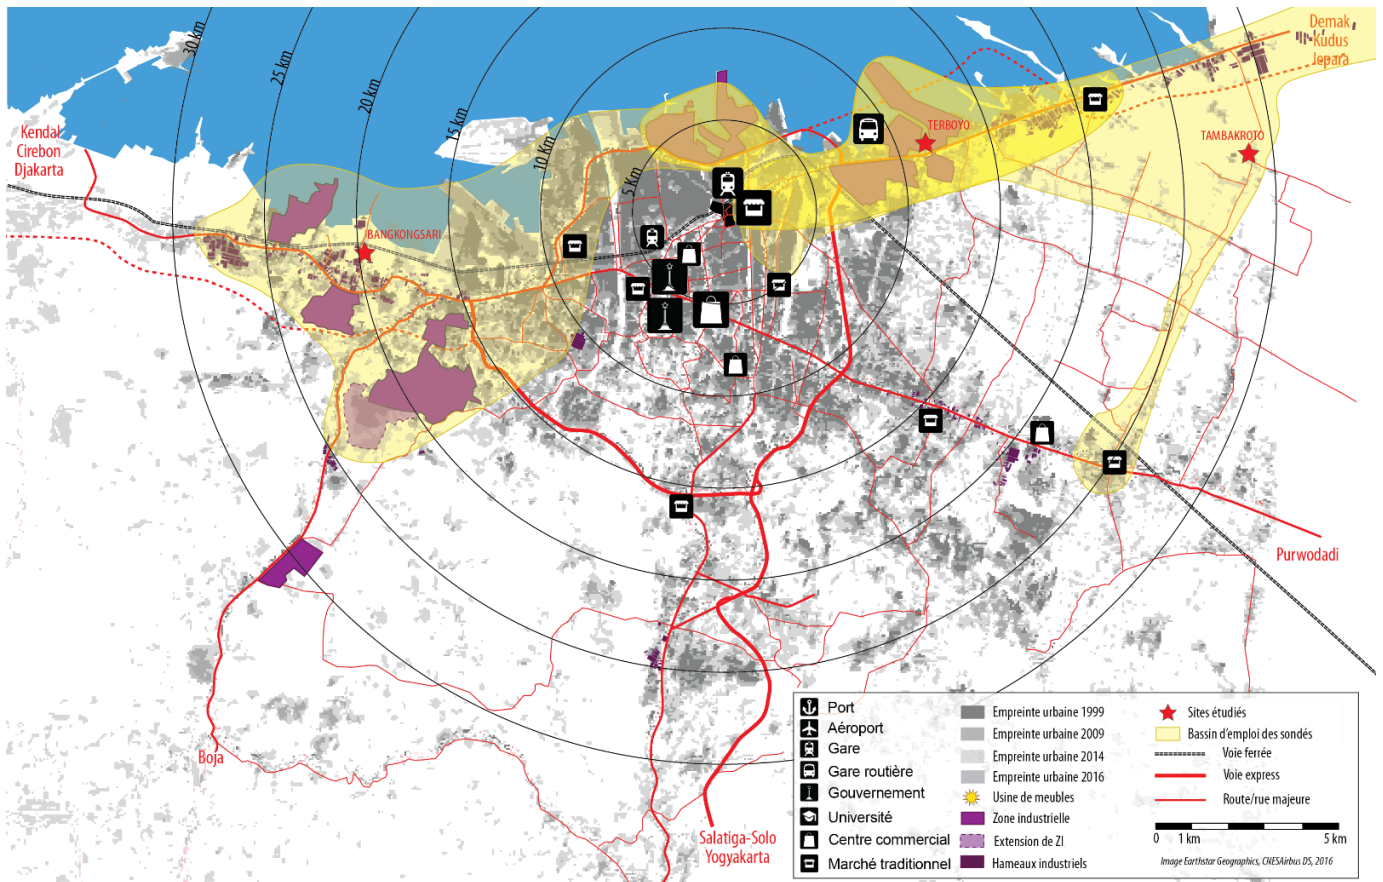 30 km
25 km
20 km
15 km
10 Km
5 Km
Demak
Kudus
Jepara
Kendal
Cirebon
Djakarta
TERBOYO
TAMBAKROTO
BANGKONGSARI
Purwodadi
Boja
Salatiga-Solo
Yogyakarta
Port
Aéroport
Gare
Gare routière
Gouvernement
Université
Centre commercial
Marché traditionnel
Empreinte urbaine 1999
Empreinte urbaine 2009
Empreinte urbaine 2014
Empreinte urbaine 2016
Usine de meubles
Zone industrielle
Extension de ZI
Hameaux industriels
Sites étudiés
Bassin d'emploi des sondés
Voie ferrée
Voie express
Route/rue majeure
0 1 km 5 km
Image Earthstar Geographics, CNESAirbus DS, 2016